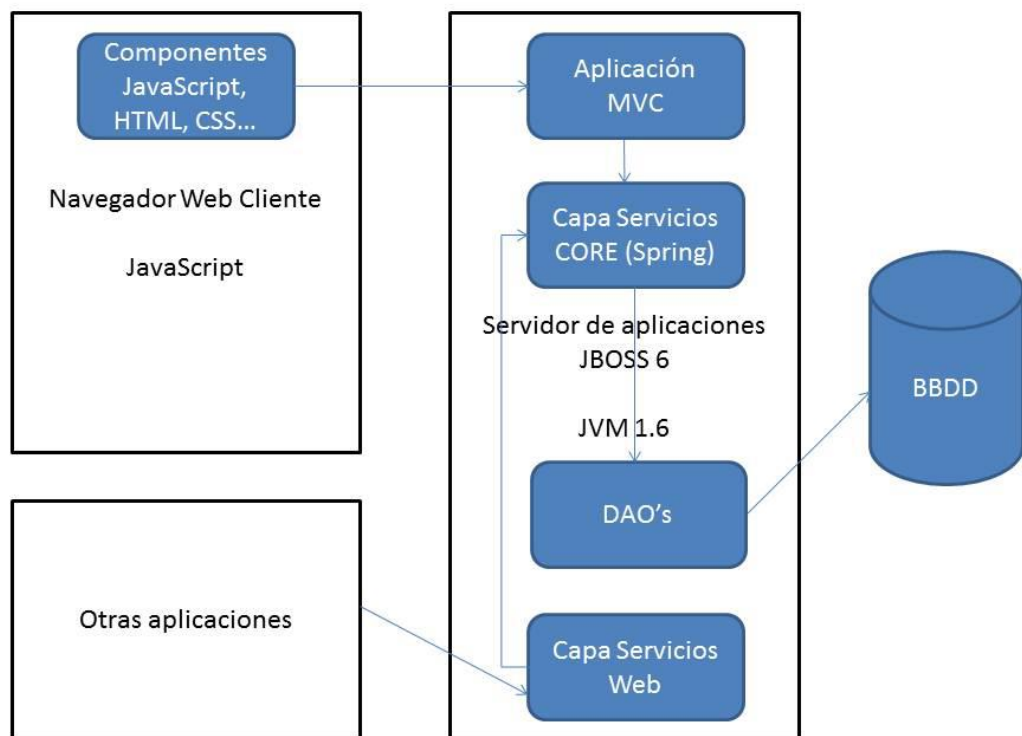 Componentes
JavaScript,
HTML, CSS...
Navegador Web Cliente
JavaScript
Aplicación
MVC
Capa Servicios
CORE (Spring)
Servidor de aplicaciones
JBOSS 6
JVM 1.6
DAO’s
Capa Servicios
Web
BBDD
Otras aplicaciones